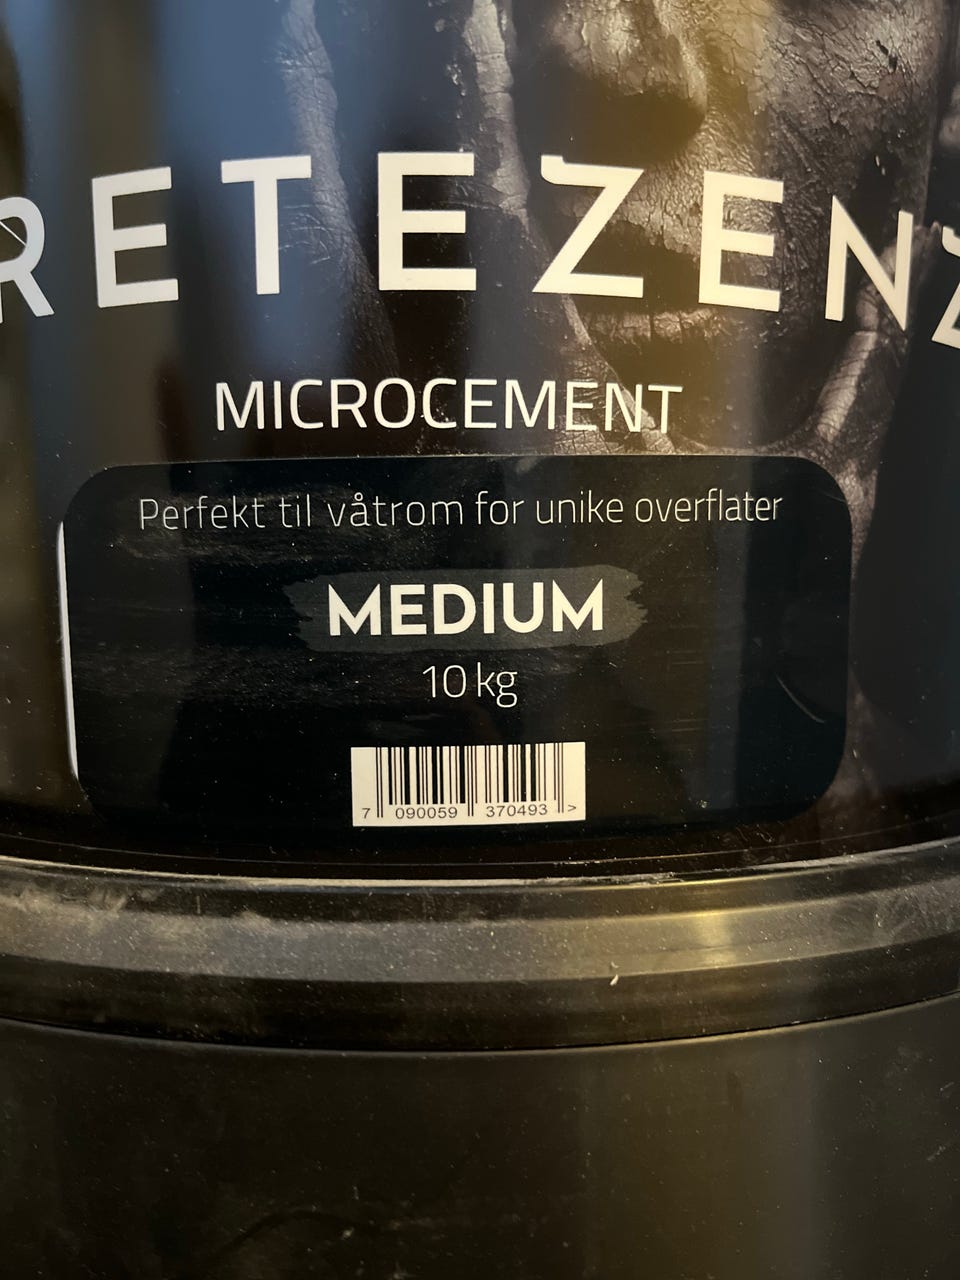 RETEZEN
MICROCEMENT
Perfekt til våtrom for unike overflater
MEDIUM
10 kg
7 090059 370493 >